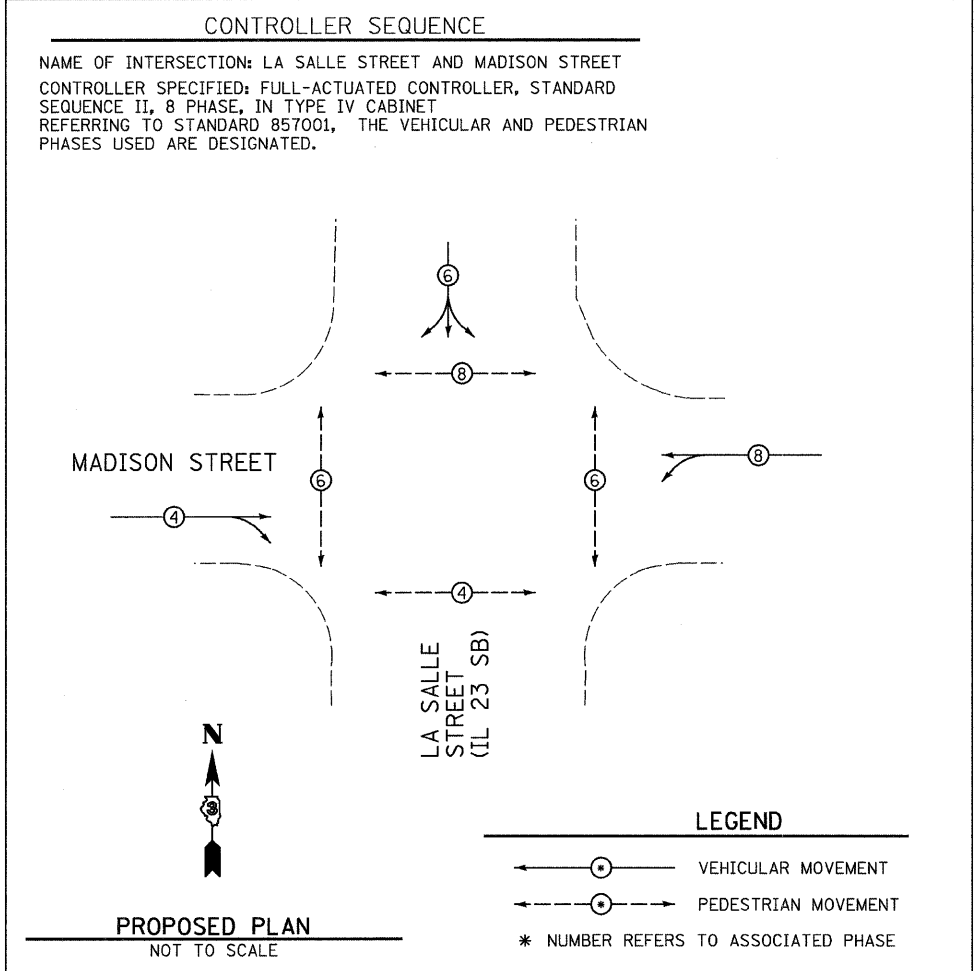 CONTROLLER SEQUENCE
NAME OF INTERSECTION: LA SALLE STREET AND MADISON STREET
CONTROLLER SPECIFIED: FULL-ACTUATED CONTROLLER, STANDARD
SEQUENCE II, 8 PHASE, IN TYPE IV CABINET
REFERRING TO STANDARD 857001, THE VEHICULAR AND PEDESTRIAN
PHASES USED ARE DESIGNATED.
6
8
MADISON STREET
8
6
6
4
4
LA SALLE
STREET
(IL 23 SB)
N
3
LEGEND
* VEHICULAR MOVEMENT
* PEDESTRIAN MOVEMENT
* NUMBER REFERS TO ASSOCIATED PHASE
PROPOSED PLAN
NOT TO SCALE